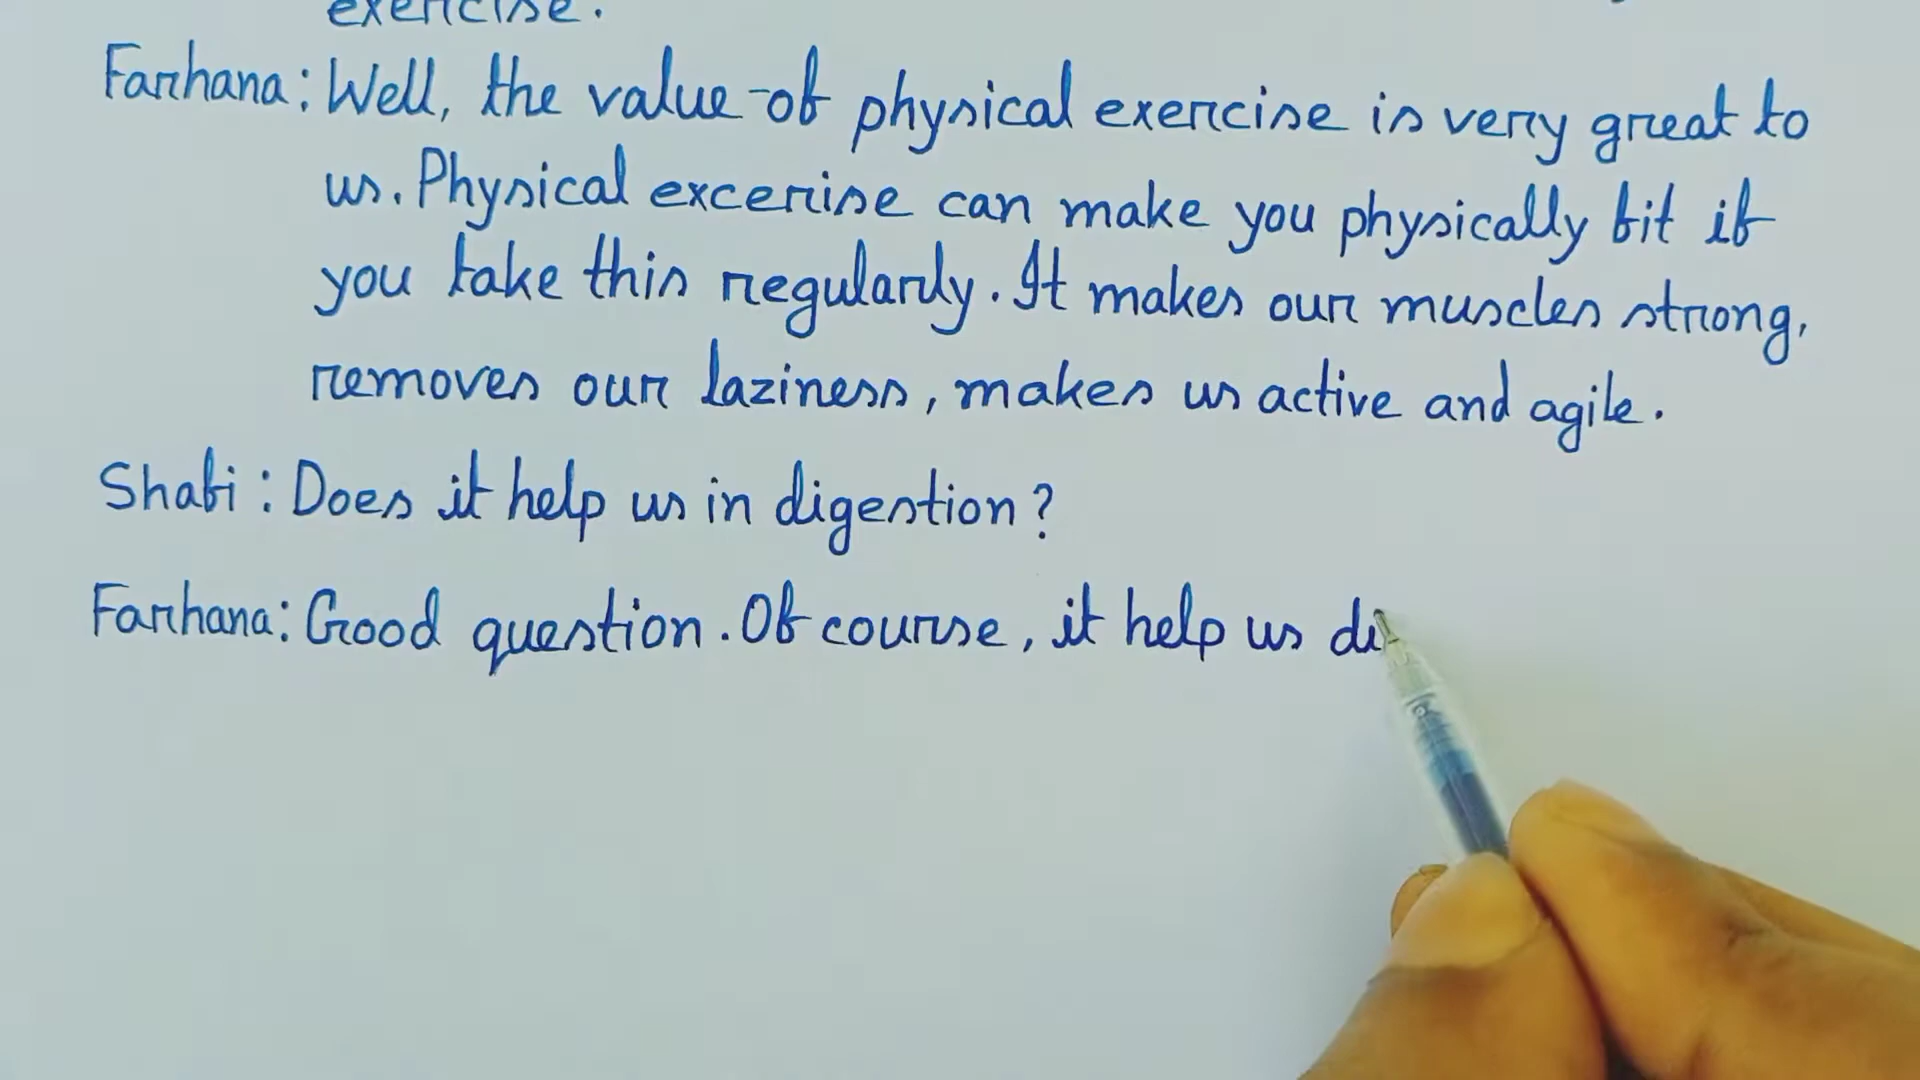 exercise.
Farhana: Well, the value of physical exercise is very great to
us. Physical excerise can make you physically fit if
you take this regularly. It makes our muscles strong,
removes our laziness, makes us active and agile.
Shafi: Does it help us in digestion?
Farhana: Good question. Of course, it help us di